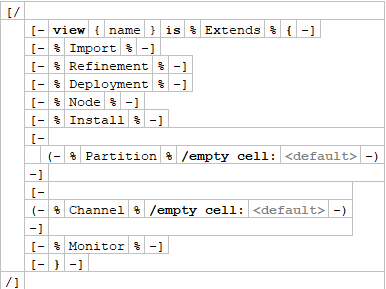 [/
[- view { name } is % Extends % { -]
[- % Import % -]
[- % Refinement % -]
[- % Deployment % -]
[- % Node % -]
[- % Install % -]
[-
(- % Partition % /empty cell: <default> -)
-]
[-
(- % Channel % /empty cell: <default> -)
-]
[- % Monitor % -]
[- } -]
/]